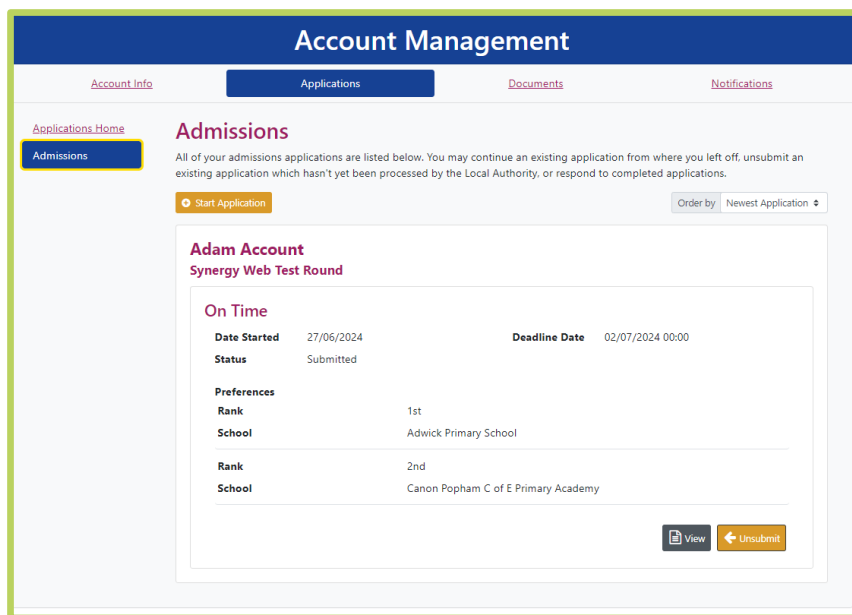 Account Management
Account Info
Applications
Documents
Notifications
Applications Home
Admissions
Admissions
All of your admissions applications are listed below. You may continue an existing application from where you left off, unsubmit an
existing application which hasn't yet been processed by the Local Authority, or respond to completed applications.
Start Application
Order by Newest Application
Adam Account
Synergy Web Test Round
On Time
Date Started 27/06/2024 Deadline Date 02/07/2024 00:00
Status Submitted
Preferences
Rank 1st
School Adwick Primary School
Rank 2nd
School Canon Popham C of E Primary Academy
View Unsubmit